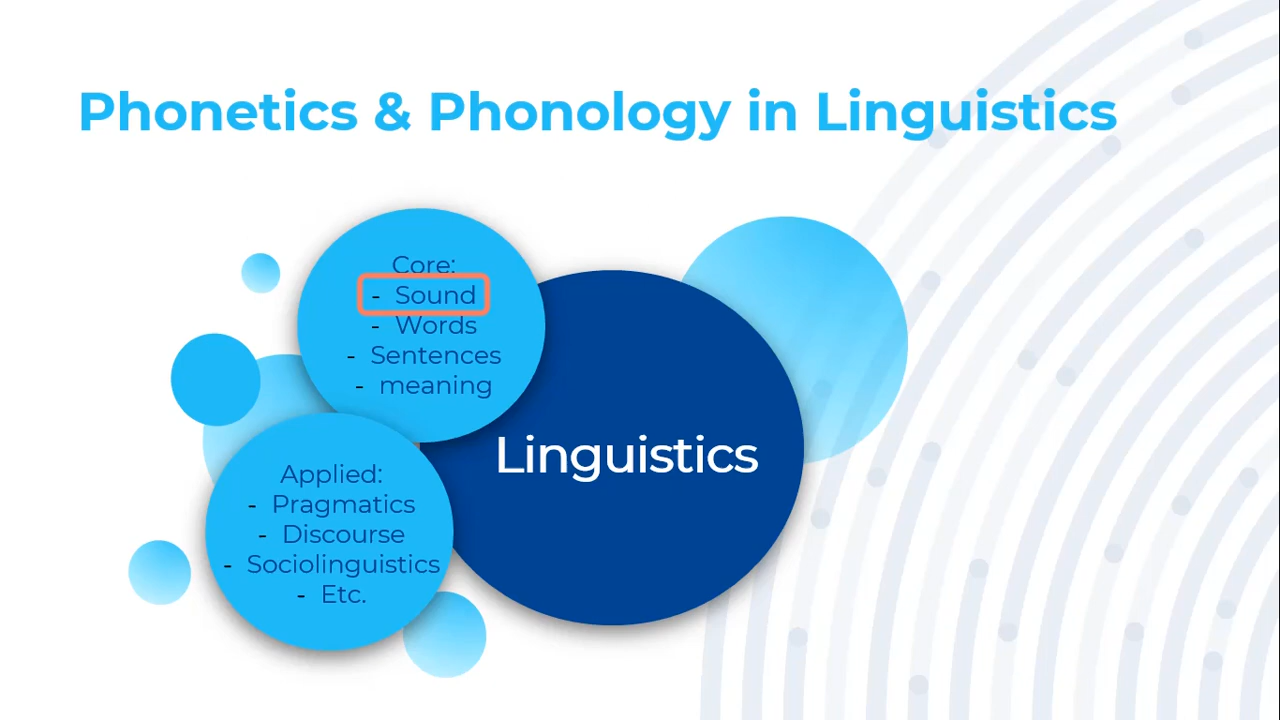 Phonetics & Phonology in Linguistics
Core:
- Sound
- Words
- Sentences
- meaning
Linguistics
Applied:
- Pragmatics
- Discourse
- Sociolinguistics
- Etc.